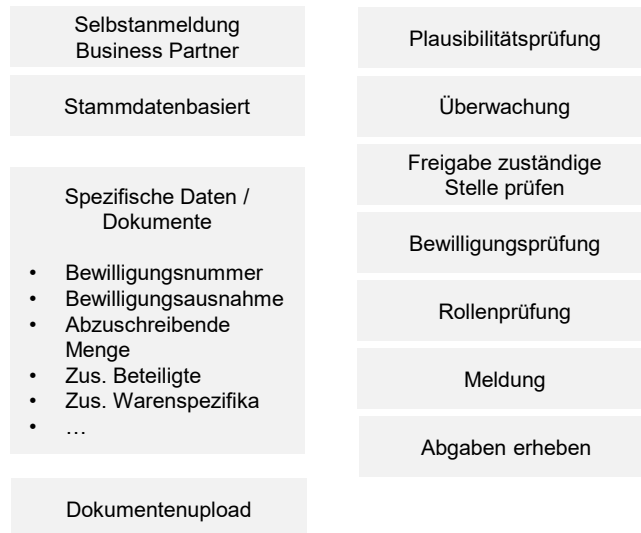 Selbstanmeldung
Business Partner
Stammdatenbasiert
Spezifische Daten /
Dokumente
• Bewilligungsnummer
• Bewilligungsausnahme
• Abzuschreibende
Menge
• Zus. Beteiligte
• Zus. Warenspezifika
• …
Dokumentenupload
Plausibilitätsprüfung
Überwachung
Freigabe zuständige
Stelle prüfen
Bewilligungsprüfung
Rollenprüfung
Meldung
Abgaben erheben